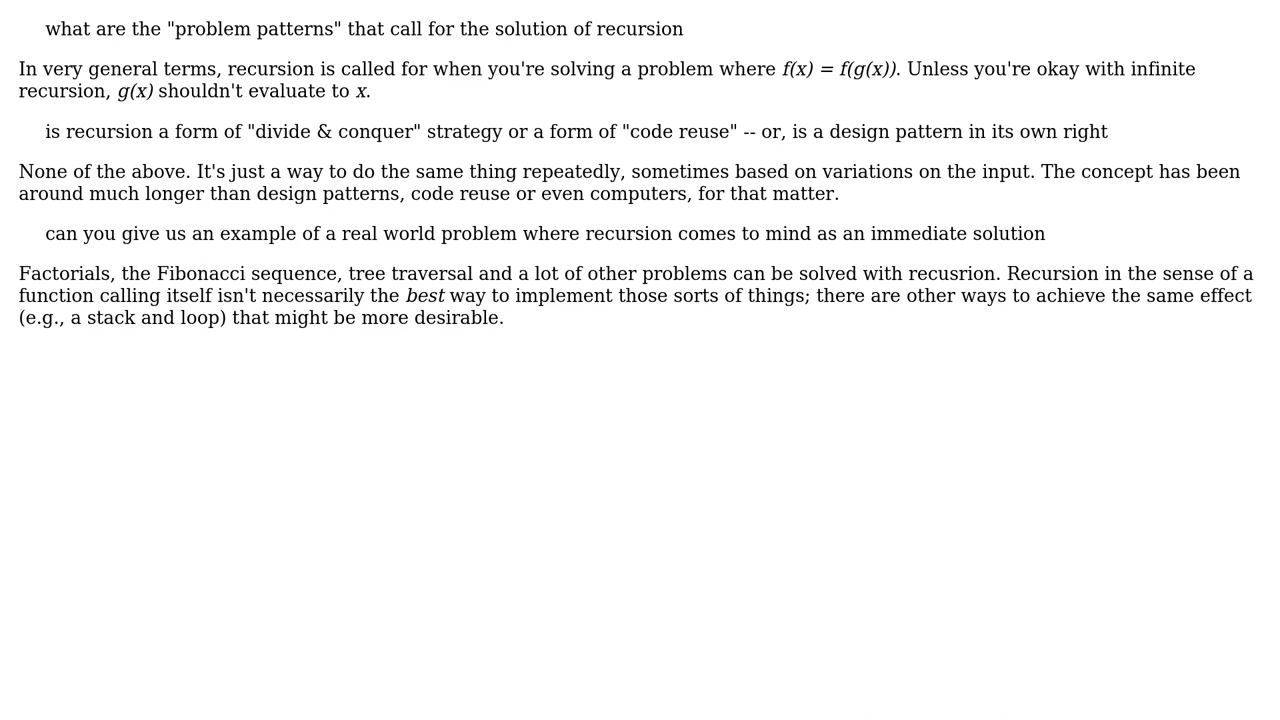 what are the "problem patterns" that call for the solution of recursion
In very general terms, recursion is called for when you're solving a problem where f(x) = f(g(x)). Unless you're okay with infinite
recursion, g(x) shouldn't evaluate to x.
is recursion a form of "divide & conquer" strategy or a form of "code reuse" -- or, is a design pattern in its own right
None of the above. It's just a way to do the same thing repeatedly, sometimes based on variations on the input. The concept has been
around much longer than design patterns, code reuse or even computers, for that matter.
can you give us an example of a real world problem where recursion comes to mind as an immediate solution
Factorials, the Fibonacci sequence, tree traversal and a lot of other problems can be solved with recusrion. Recursion in the sense of a
function calling itself isn't necessarily the best way to implement those sorts of things; there are other ways to achieve the same effect
(e.g., a stack and loop) that might be more desirable.